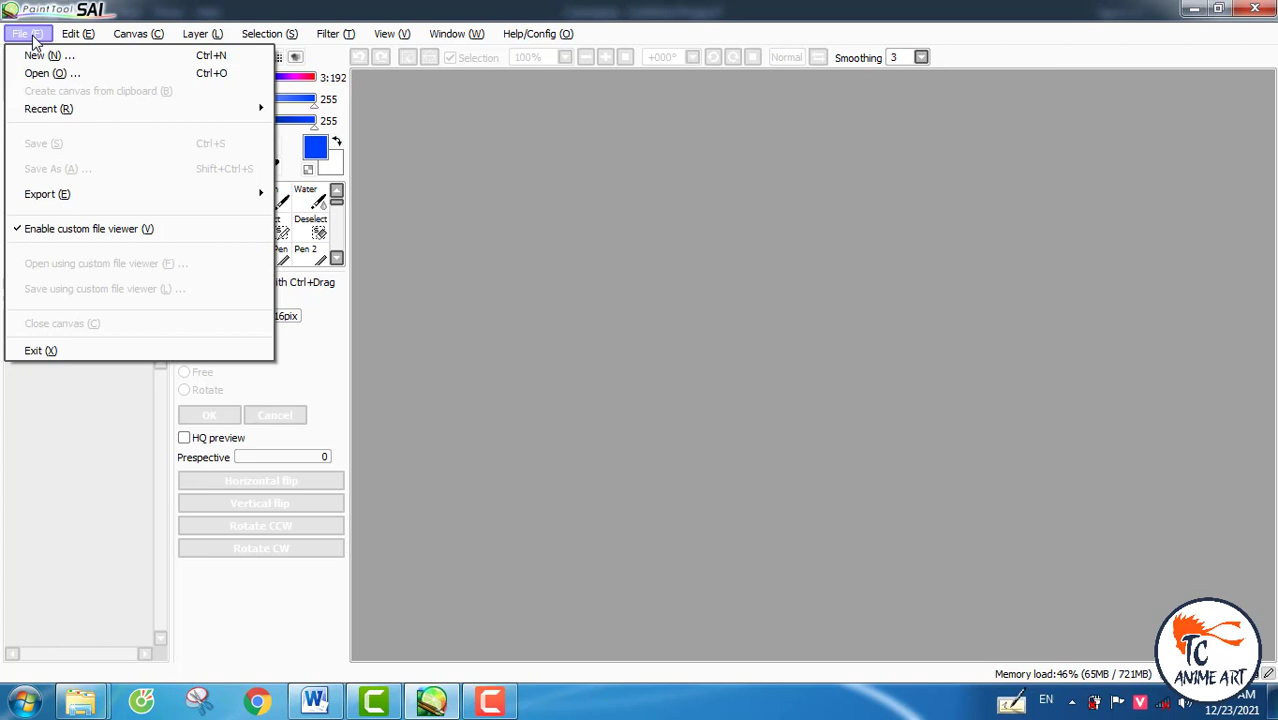 PaintTool SAI
File (F) Edit (E) Canvas (C) Layer (L) Selection (S) Filter (T) View (V) Window (W) Help/Config (O)
New (N) ... Ctrl+N
Open (O) ... Ctrl+O
Create canvas from clipboard (B)
Recent (R)
Save (S) Ctrl+S
Save As (A) ... Shift+Ctrl+S
Export (E)
Enable custom file viewer (V)
Open using custom file viewer (F) ...
Save using custom file viewer (L) ...
Close canvas (C)
Exit (X)
Selection 100% +000° Normal Smoothing 3
3:192
255
255
Water
Deselect
Pen Pen 2
with Ctrl+Drag
16pix
Free
Rotate
OK Cancel
HQ preview
Prespective 0
Horizontal flip
Vertical flip
Rotate CCW
Rotate CW
Memory load:46% (65MB / 721MB)
TC
ANIME ART
EN AM
12/23/2021